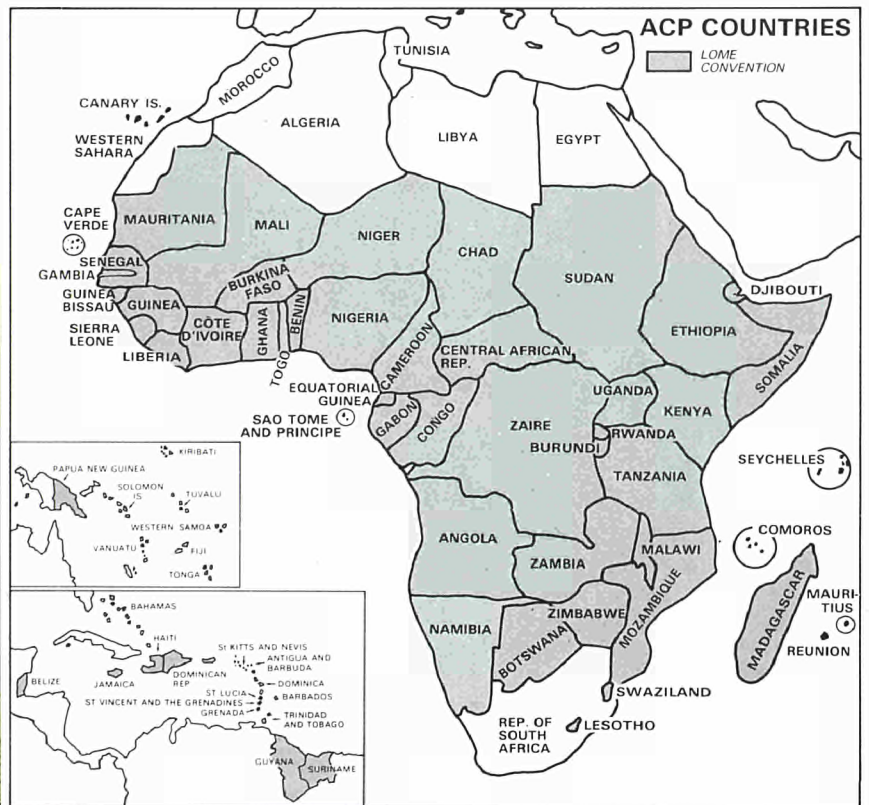 ACP COUNTRIES
LOME
CONVENTION
TUNISIA
MOROCCO
CANARY IS.
ALGERIA
LIBYA
EGYPT
WESTERN
SAHARA
CAPE
VERDE
MAURITANIA
MALI
NIGER
CHAD
SUDAN
SENEGAL
GAMBIA
BURKINA
FASO
DJIBOUTI
GUINEA
BISSAU
GUINEA
CÔTE
D'IVOIRE
GHANA
TOGO
BENIN
NIGERIA
ETHIOPIA
SIERRA
LEONE
LIBERIA
CAMEROON
CENTRAL AFRICAN
REP.
SOMALIA
EQUATORIAL
GUINEA
UGANDA
KENYA
SAO TOME
AND PRINCIPE
GABON
CONGO
ZAIRE
BURUNDI
RWANDA
TANZANIA
SEYCHELLES
COMOROS
ANGOLA
ZAMBIA
MALAWI
MOZAMBIQUE
MADAGASCAR
MAURI-
TIUS
REUNION
NAMIBIA
BOTSWANA
ZIMBABWE
SWAZILAND
LESOTHO
REP. OF
SOUTH
AFRICA
KIRIBATI
PAPUA NEW GUINEA
SOLOMON
IS
TUVALU
WESTERN SAMOA
VANUATU
FIJI
TONGA
BAHAMAS
HAITI
St KITTS AND NEVIS
ANTIGUA AND
BARBUDA
BELIZE
JAMAICA
DOMINICAN
REP
DOMINICA
ST LUCIA
BARBADOS
ST VINCENT AND THE GRENADINES
GRENADA
TRINIDAD
AND TOBAGO
GUYANA
SURINAME